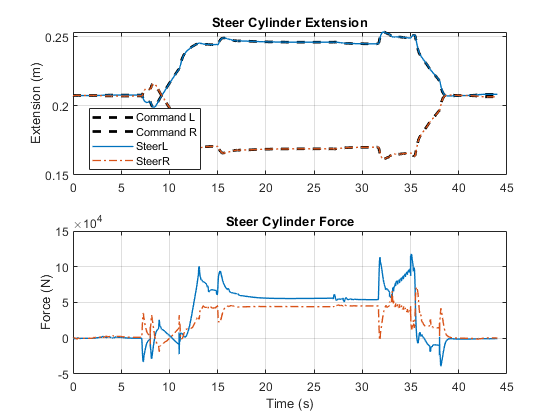 Steer Cylinder Extension
Extension (m)
0.25
0.2
0.15
Command L
Command R
SteerL
SteerR
0 5 10 15 20 25 30 35 40 45
Steer Cylinder Force
×10⁴
Force (N)
15
10
5
0
-5
0 5 10 15 20 25 30 35 40 45
Time (s)